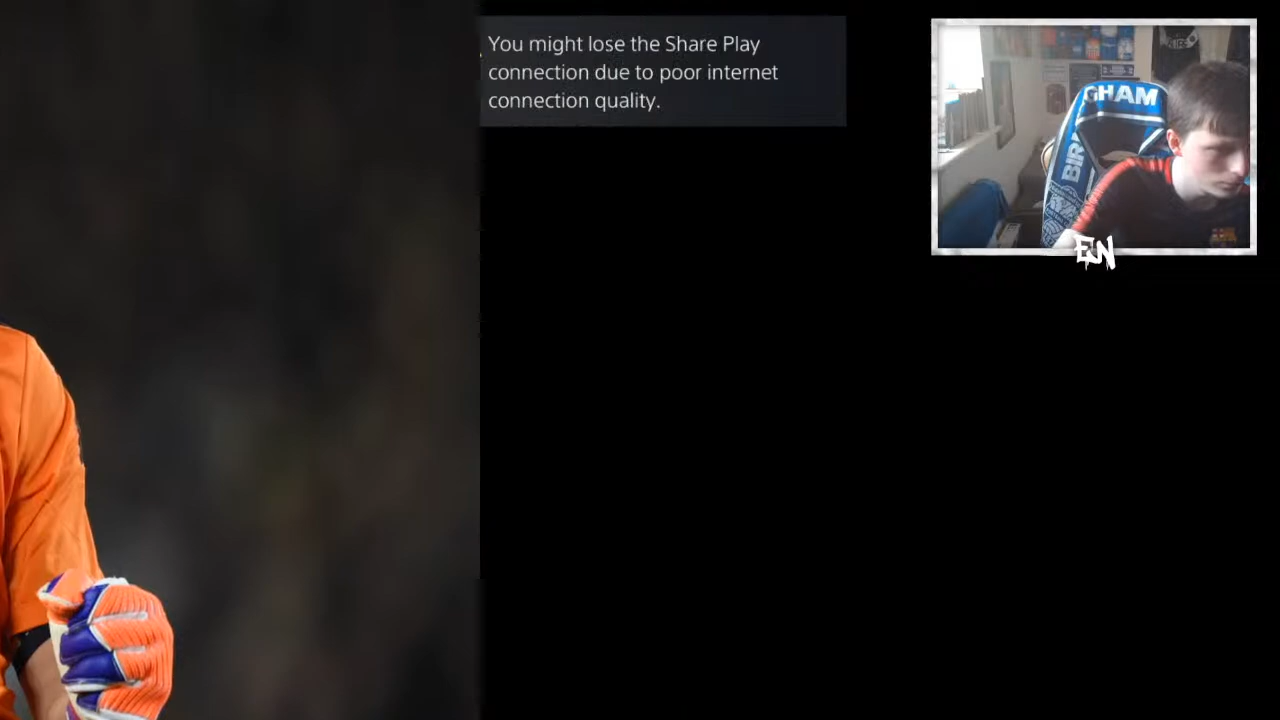 You might lose the Share Play
connection due to poor internet
connection quality.
GHAM
BIR
EN